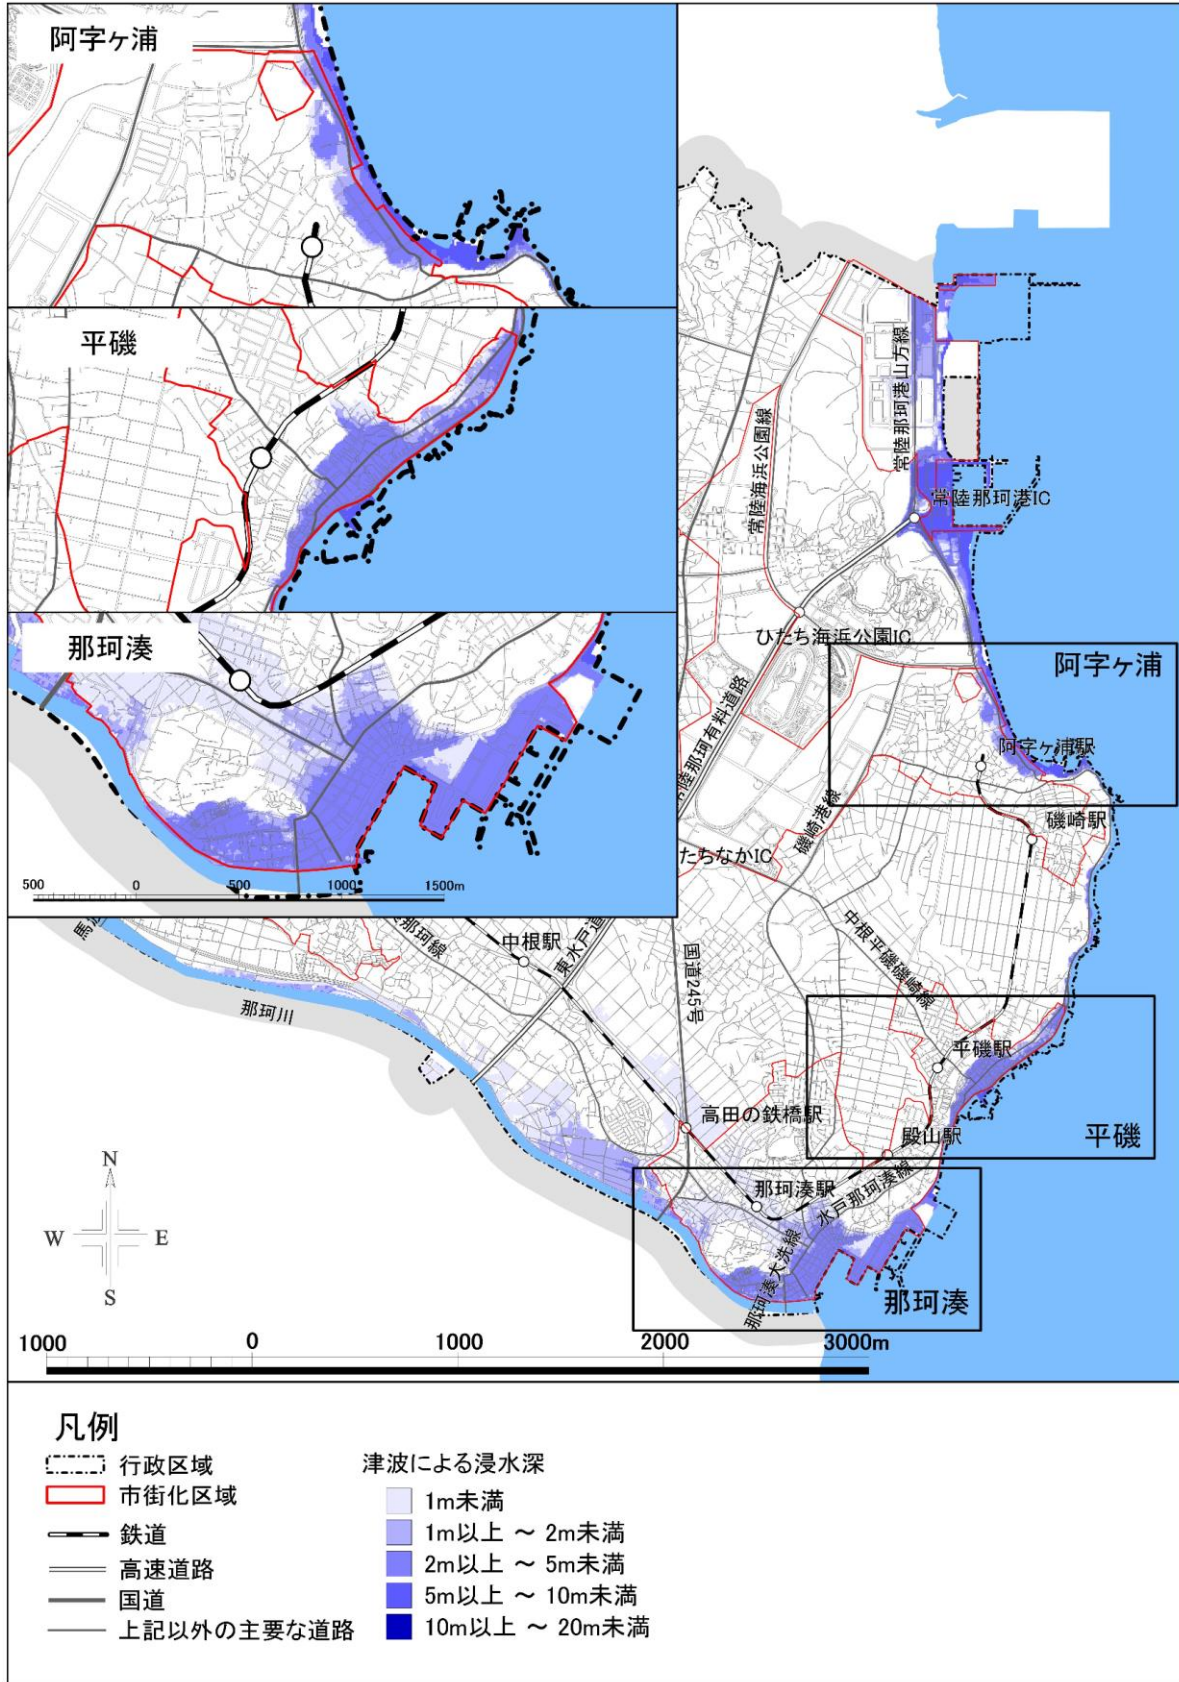 阿字ヶ浦
平磯
那珂湊
500 0 500 1000 1500m
常陸那珂港山方線
常陸海浜公園線
常陸那珂港IC
ひたち海浜公園IC
阿字ヶ浦
常陸那珂有料道路
阿字ヶ浦駅
磯崎港線
磯崎駅
たちなかIC
中根駅
東水戸道
那珂線
国道245号
中根平磯磯崎線
那珂川
平磯駅
高田の鉄橋駅
殿山駅
平磯
那珂湊駅
水戸那珂湊線
那珂湊大洗線
那珂湊
N
W E
S
1000 0 1000 2000 3000m
凡例
行政区域
市街化区域
鉄道
高速道路
国道
上記以外の主要な道路
津波による浸水深
1m未満
1m以上 ～ 2m未満
2m以上 ～ 5m未満
5m以上 ～ 10m未満
10m以上 ～ 20m未満